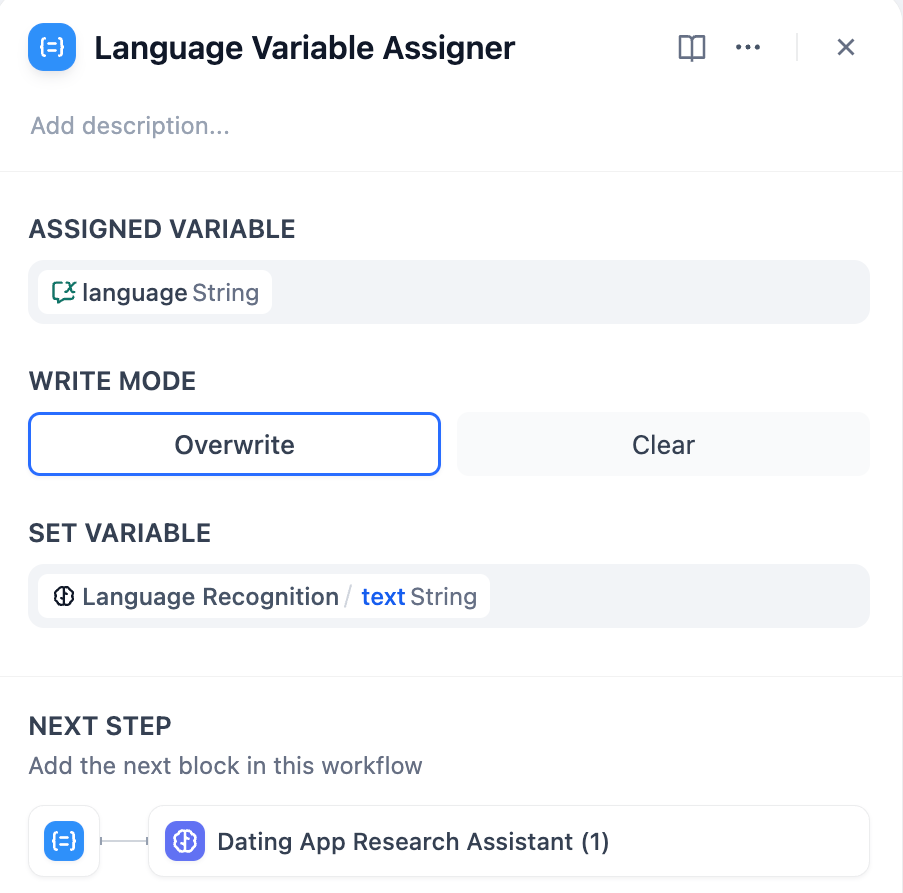 Language Variable Assigner
Add description...
ASSIGNED VARIABLE
language String
WRITE MODE
Overwrite Clear
SET VARIABLE
Language Recognition / text String
NEXT STEP
Add the next block in this workflow
Dating App Research Assistant (1)